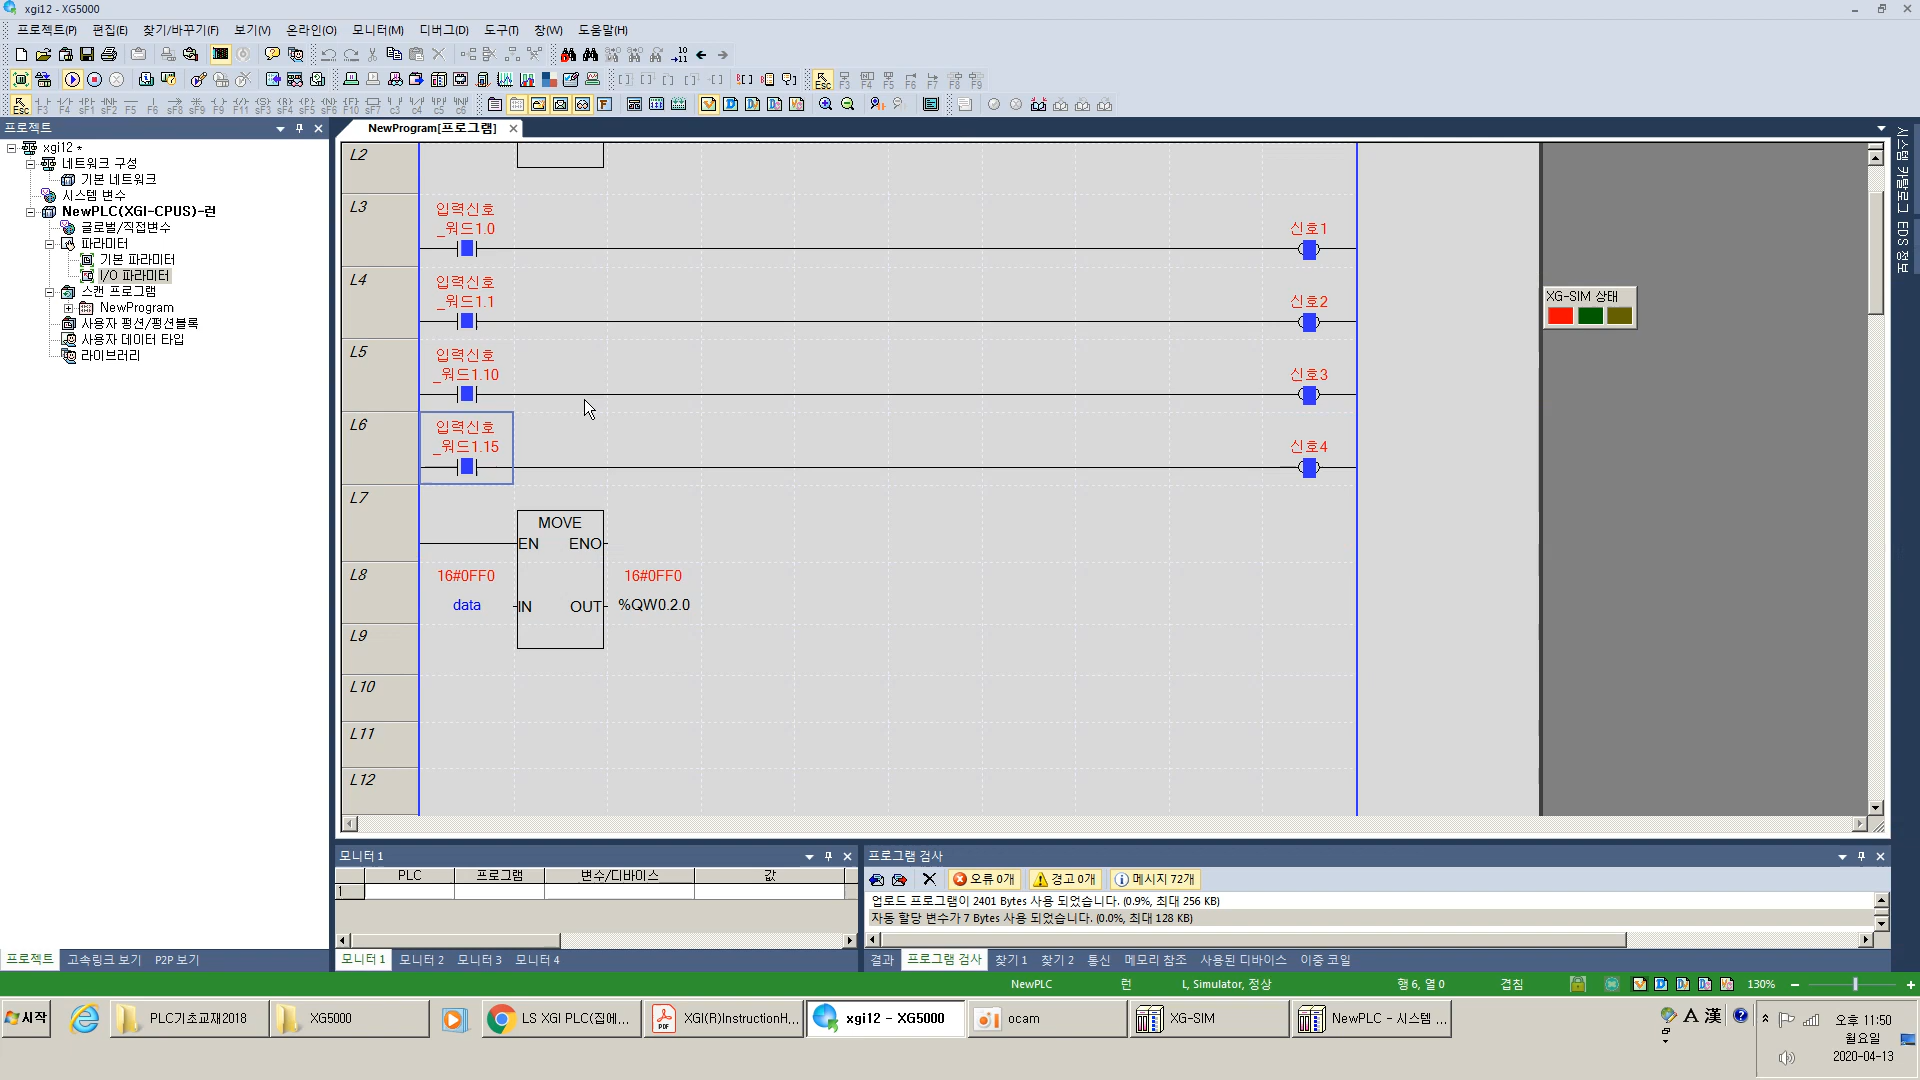 xgi12 - XG5000
프로젝트(P) 편집(E) 찾기/바꾸기(F) 보기(V) 온라인(O) 모니터(M) 디버그(D) 도구(T) 창(W) 도움말(H)
프로젝트
NewProgram[프로그램]
xgi12 *
네트워크 구성
기본 네트워크
시스템 변수
NewPLC(XGI-CPUS)-런
글로벌/직접변수
파라미터
기본 파라미터
I/O 파라미터
스캔 프로그램
NewProgram
사용자 펑션/펑션블록
사용자 데이터 타입
라이브러리
L2
L3
입력신호
_워드1.0
신호1
L4
입력신호
_워드1.1
신호2
L5
입력신호
_워드1.10
신호3
L6
입력신호
_워드1.15
신호4
L7
MOVE
EN ENO
L8
16#0FF0 16#0FF0
data IN OUT %QW0.2.0
L9
L10
L11
L12
XG-SIM 상태
시스템 카탈로그
EDS 정보
모니터 1
PLC 프로그램 변수/디바이스 값
1
프로그램 검사
오류 0개 경고 0개 메시지 72개
업로드 프로그램이 2401 Bytes 사용 되었습니다. (0.9%, 최대 256 KB)
자동 할당 변수가 7 Bytes 사용 되었습니다. (0.0%, 최대 128 KB)
프로젝트 고속링크 보기 P2P 보기
모니터 1 모니터 2 모니터 3 모니터 4
결과 프로그램 검사 찾기 1 찾기 2 통신 메모리 참조 사용된 디바이스 이중 코일
NewPLC 런 L, Simulator, 정상 행 6, 열 0 겹침 130%
시작 PLC기초교재2018 XG5000 LS XGI PLC(집에... XGI(R)InstructionH... xgi12 - XG5000 ocam XG-SIM NewPLC - 시스템 ...
A 漢
오후 11:50
월요일
2020-04-13